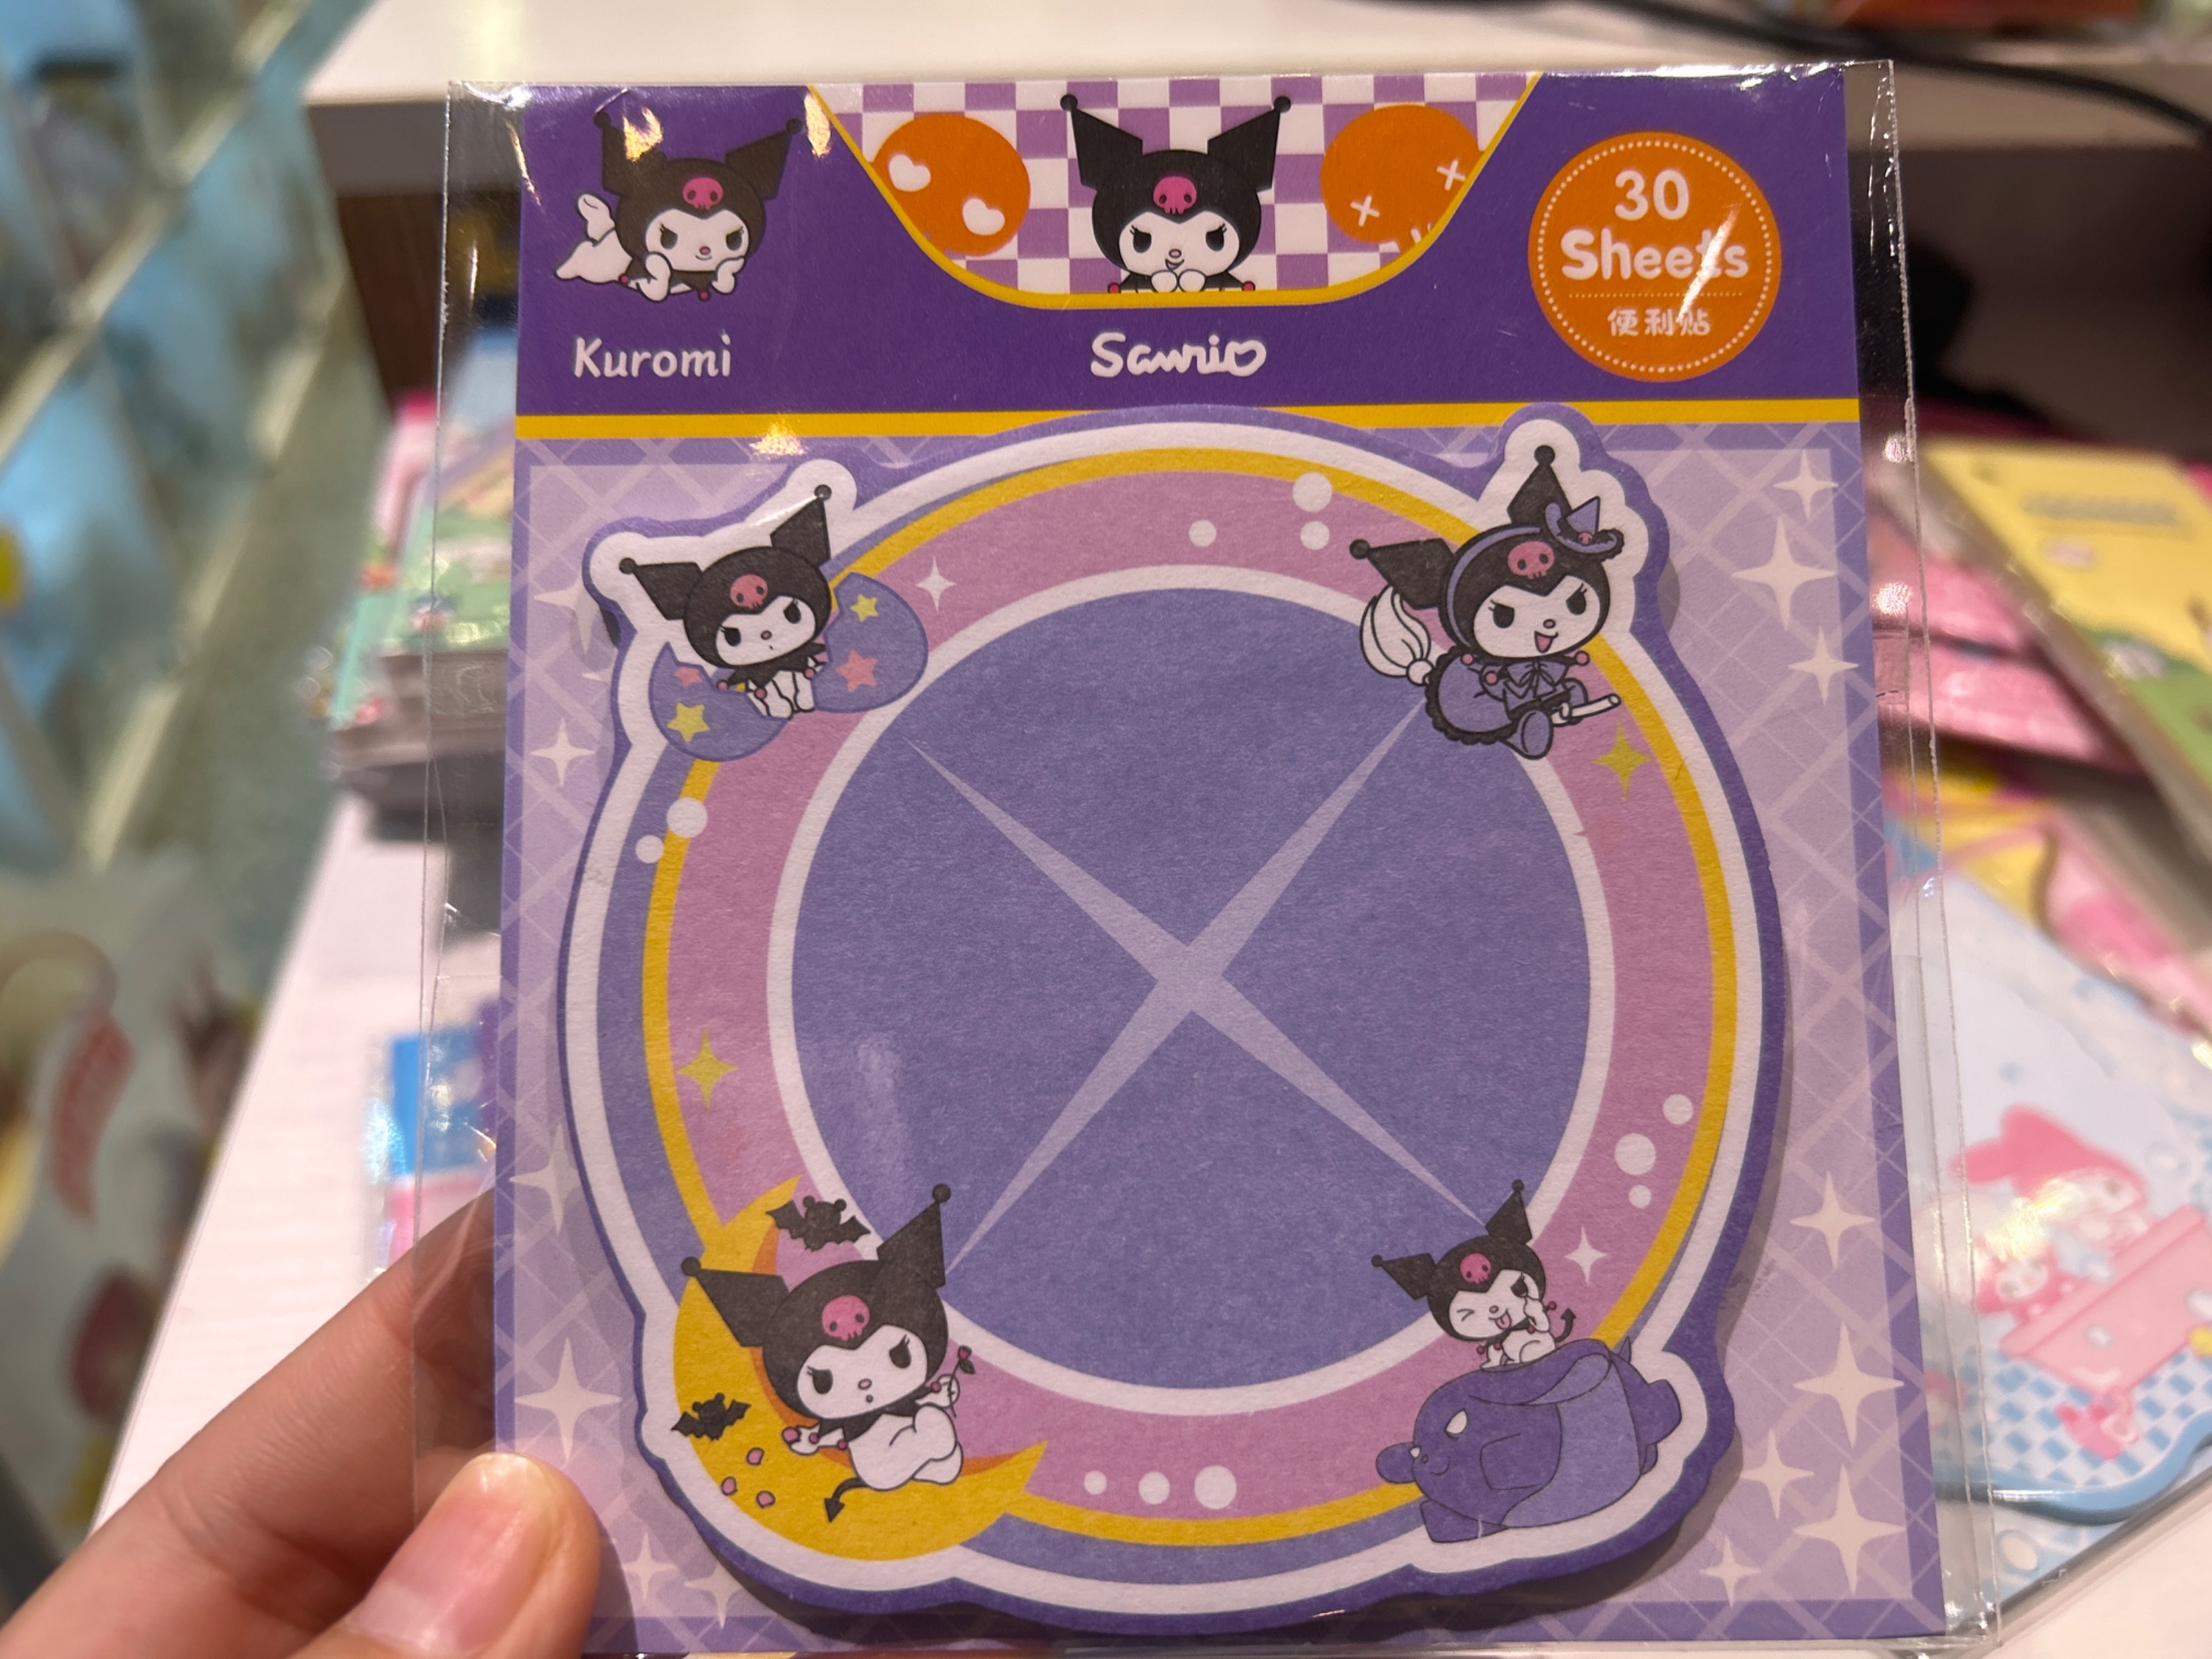 Kuromi
Sanrio
30
Sheets
便利贴